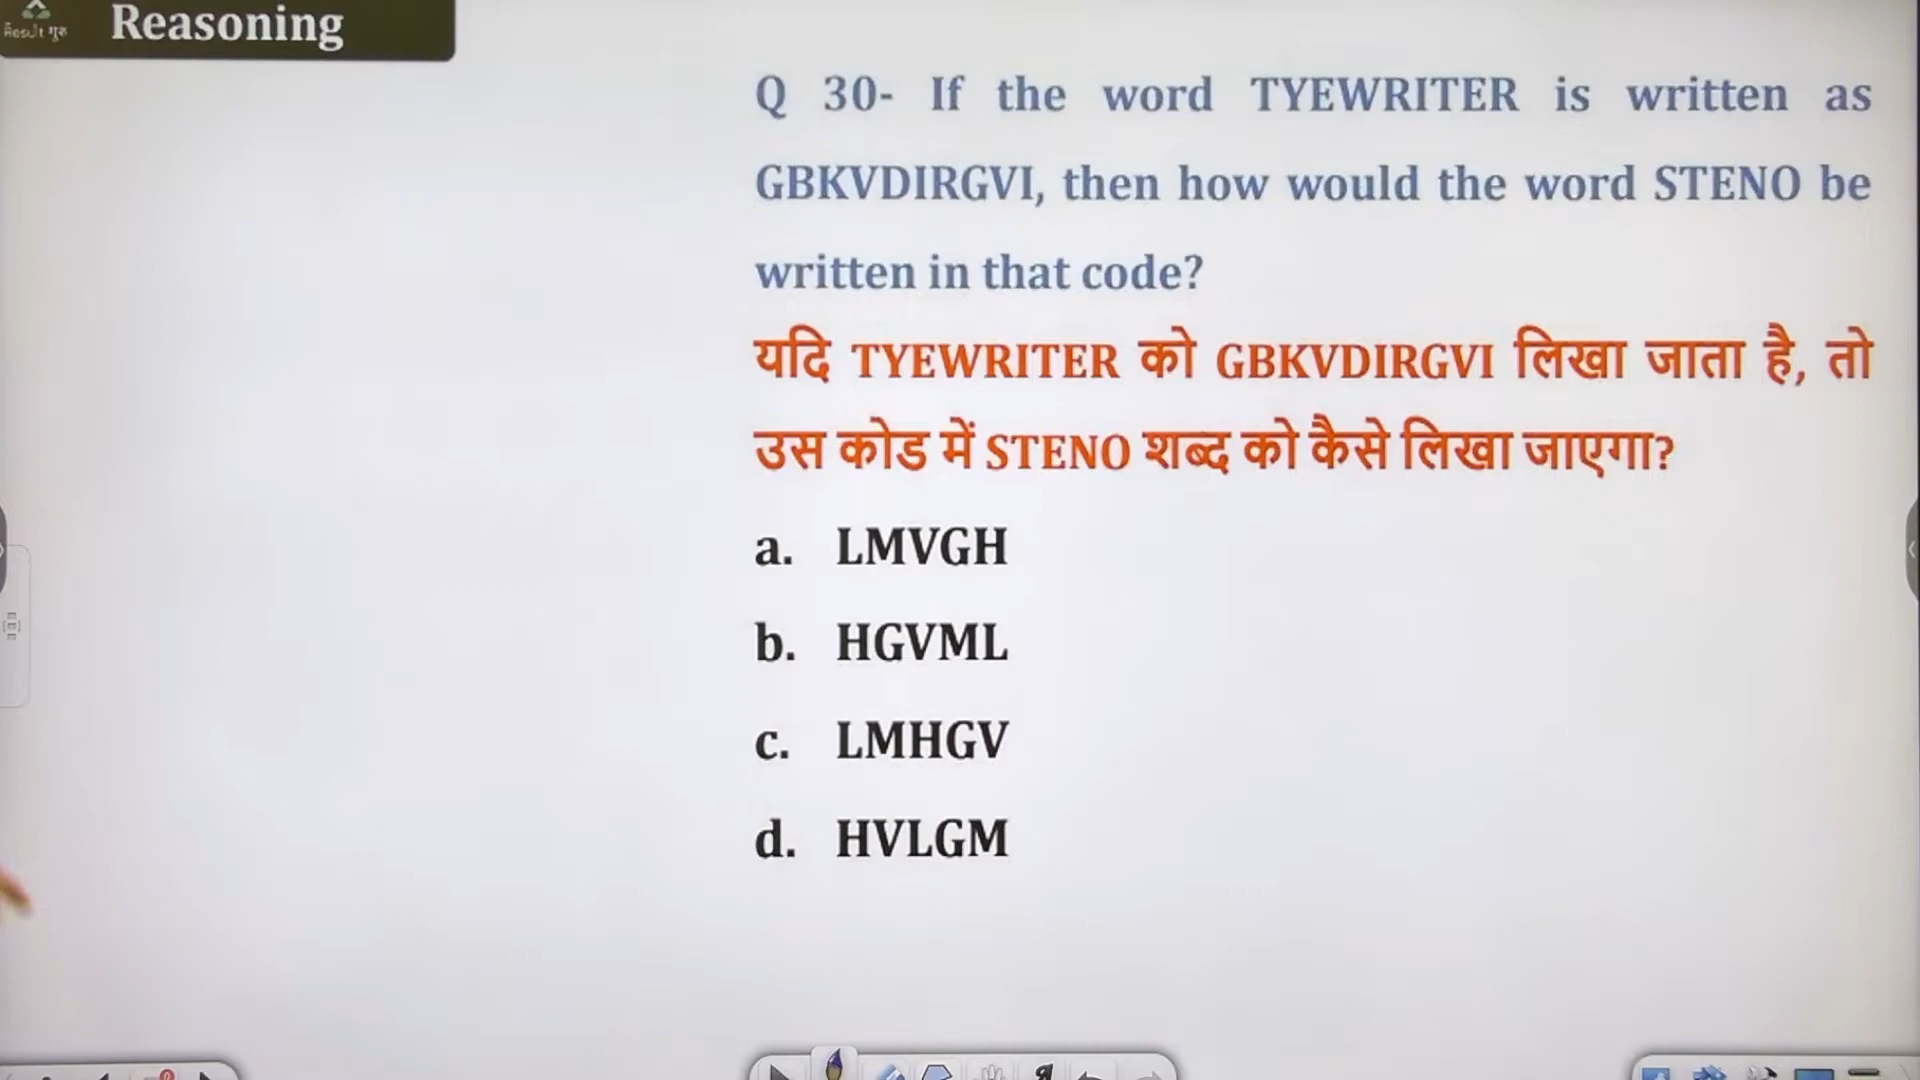 Result गुरु
Reasoning
Q 30- If the word TYEWRITER is written as
GBKVDIRGVI, then how would the word STENO be
written in that code?
यदि TYEWRITER को GBKVDIRGVI लिखा जाता है, तो
उस कोड में STENO शब्द को कैसे लिखा जाएगा?
a. LMVGH
b. HGVML
c. LMHGV
d. HVLGM